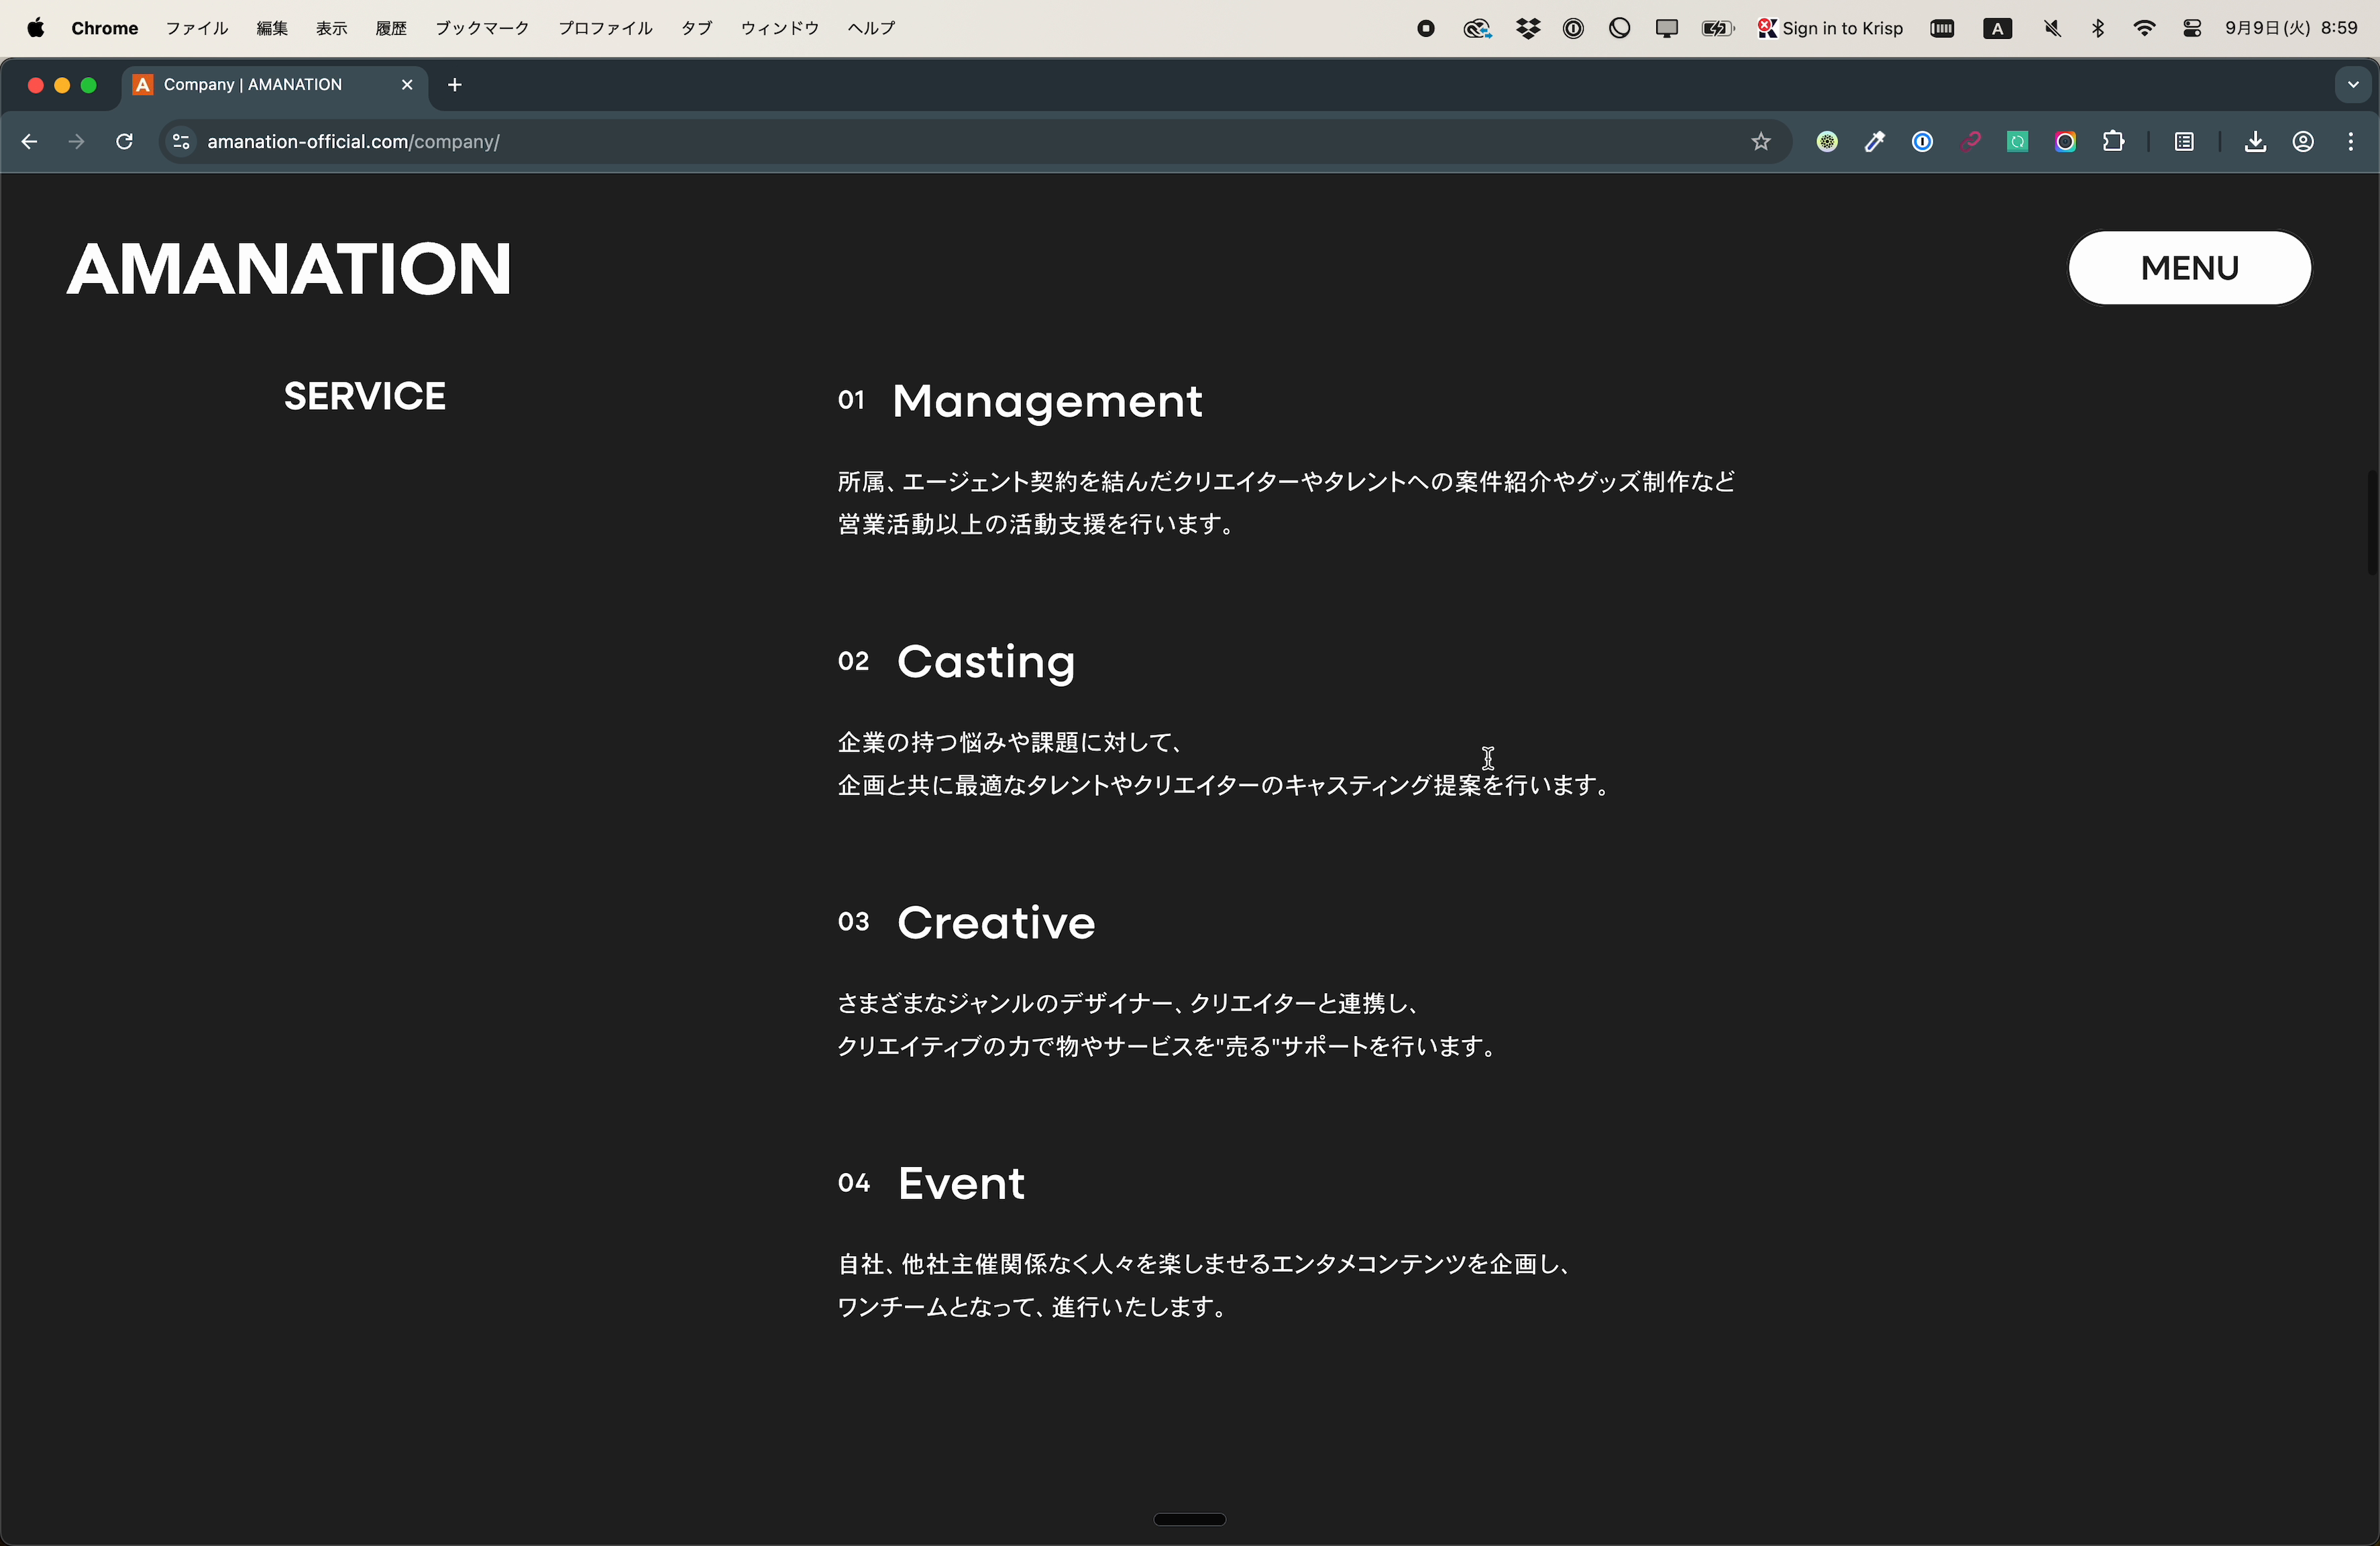 Chrome ファイル 編集 表示 履歴 ブックマーク プロファイル タブ ウィンドウ ヘルプ Sign in to Krisp A 9月9日(火) 8:59
A Company | AMANATION
amanation-official.com/company/
AMANATION
MENU
SERVICE
01 Management
所属、エージェント契約を結んだクリエイターやタレントへの案件紹介やグッズ制作など
営業活動以上の活動支援を行います。
02 Casting
企業の持つ悩みや課題に対して、
企画と共に最適なタレントやクリエイターのキャスティング提案を行います。
03 Creative
さまざまなジャンルのデザイナー、クリエイターと連携し、
クリエイティブの力で物やサービスを"売る"サポートを行います。
04 Event
自社、他社主催関係なく人々を楽しませるエンタメコンテンツを企画し、
ワンチームとなって、進行いたします。